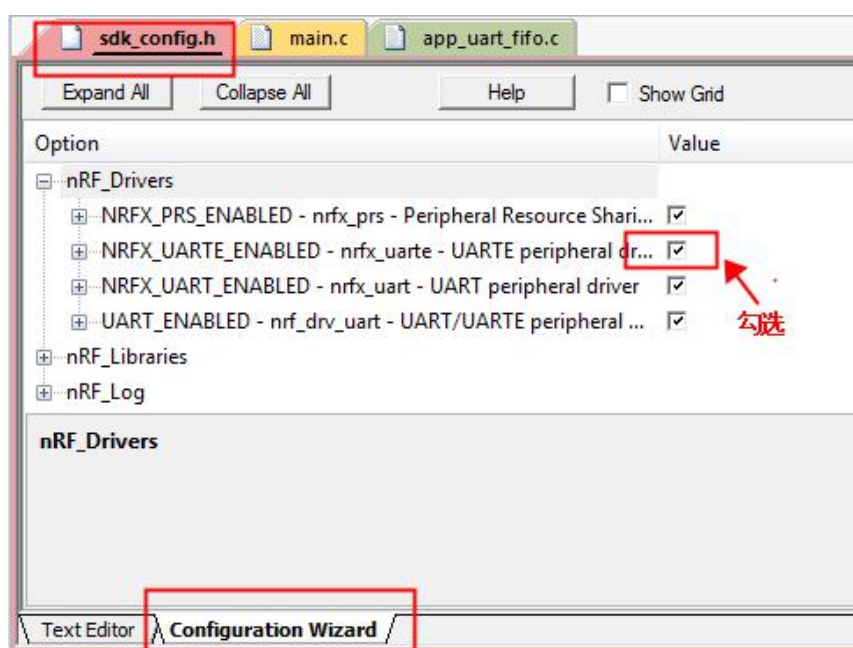 sdk_config.h main.c app_uart_fifo.c
Expand All Collapse All Help Show Grid
Option Value
nRF_Drivers
NRFX_PRS_ENABLED - nrfx_prs - Peripheral Resource Shari...
NRFX_UARTE_ENABLED - nrfx_uarte - UARTE peripheral dr...
NRFX_UART_ENABLED - nrfx_uart - UART peripheral driver
UART_ENABLED - nrf_drv_uart - UART/UARTE peripheral ...
勾选
nRF_Libraries
nRF_Log
nRF_Drivers
Text Editor Configuration Wizard